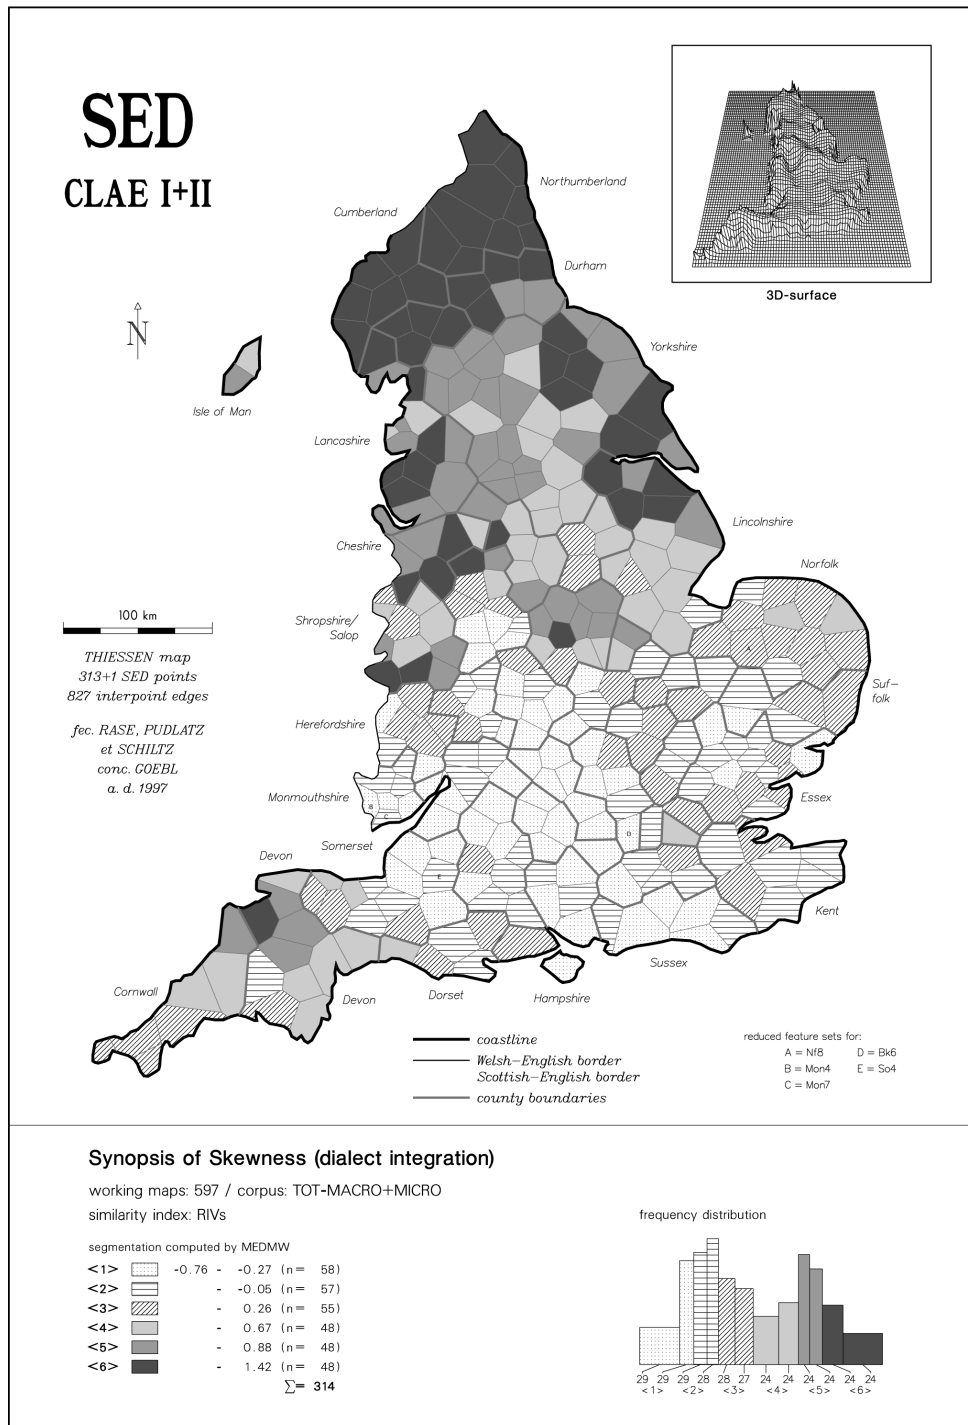 SED
CLAE I+II
3D-surface
Northumberland
Cumberland
Durham
N
Yorkshire
Isle of Man
Lancashire
Lincolnshire
Cheshire
Norfolk
100 km
Shropshire/
Salop
THIESSEN map
313+1 SED points
827 interpoint edges
A
Suf-
folk
Herefordshire
fec. RASE, PUDLATZ
et SCHILTZ
conc. GOEBL
a. d. 1997
Monmouthshire
Essex
B
C
D
Somerset
Devon
E
Kent
Sussex
Cornwall
Devon
Dorset
Hampshire
coastline
Welsh-English border
Scottish-English border
county boundaries
reduced feature sets for:
A = Nf8 D = Bk6
B = Mon4 E = So4
C = Mon7
Synopsis of Skewness (dialect integration)
working maps: 597 / corpus: TOT-MACRO+MICRO
similarity index: RIVs
frequency distribution
segmentation computed by MEDMW
<1> -0.76 - -0.27 (n= 58)
<2> - -0.05 (n= 57)
<3> - 0.26 (n= 55)
<4> - 0.67 (n= 48)
<5> - 0.88 (n= 48)
<6> - 1.42 (n= 48)
∑= 314
29 29 29 28 28 27 24 24 24 24 24 24
<1> <2> <3> <4> <5> <6>